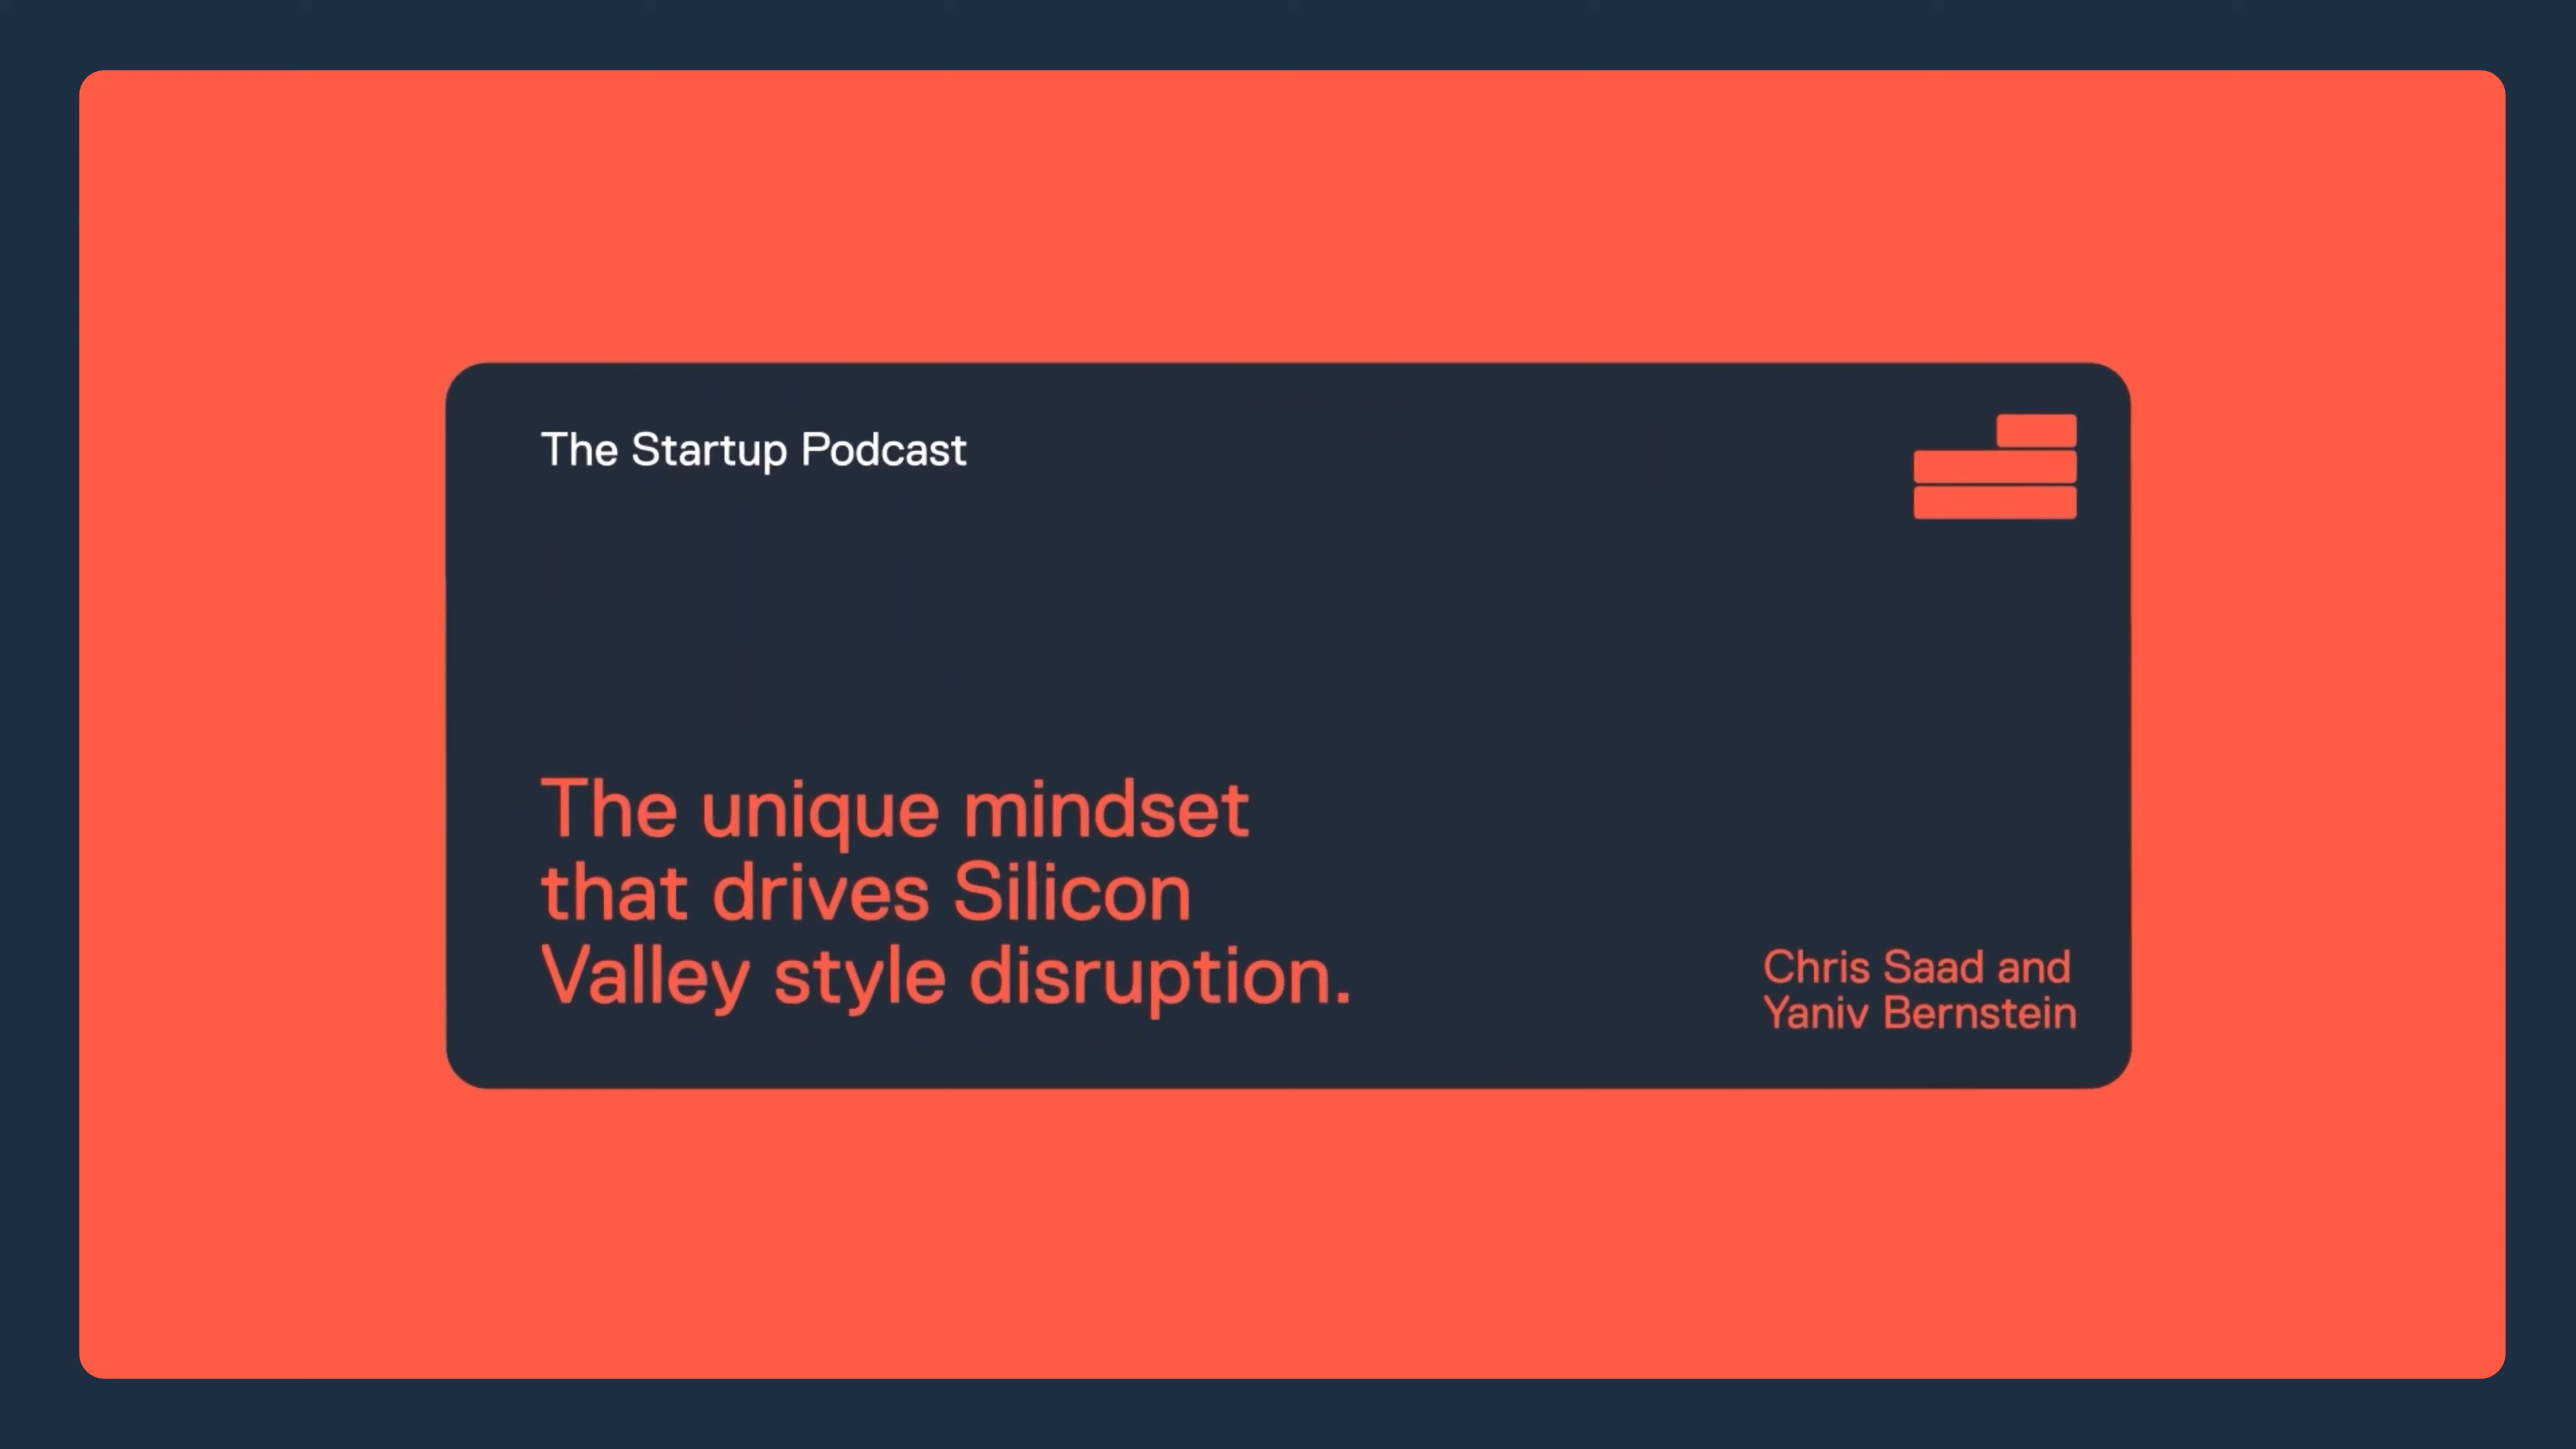 The Startup Podcast
The unique mindset
that drives Silicon
Valley style disruption.
Chris Saad and
Yaniv Bernstein